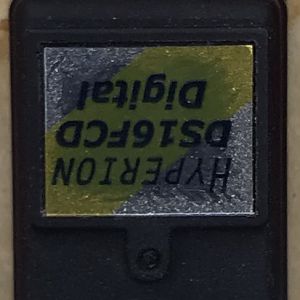 HYPERION
DS16FCD
Digital